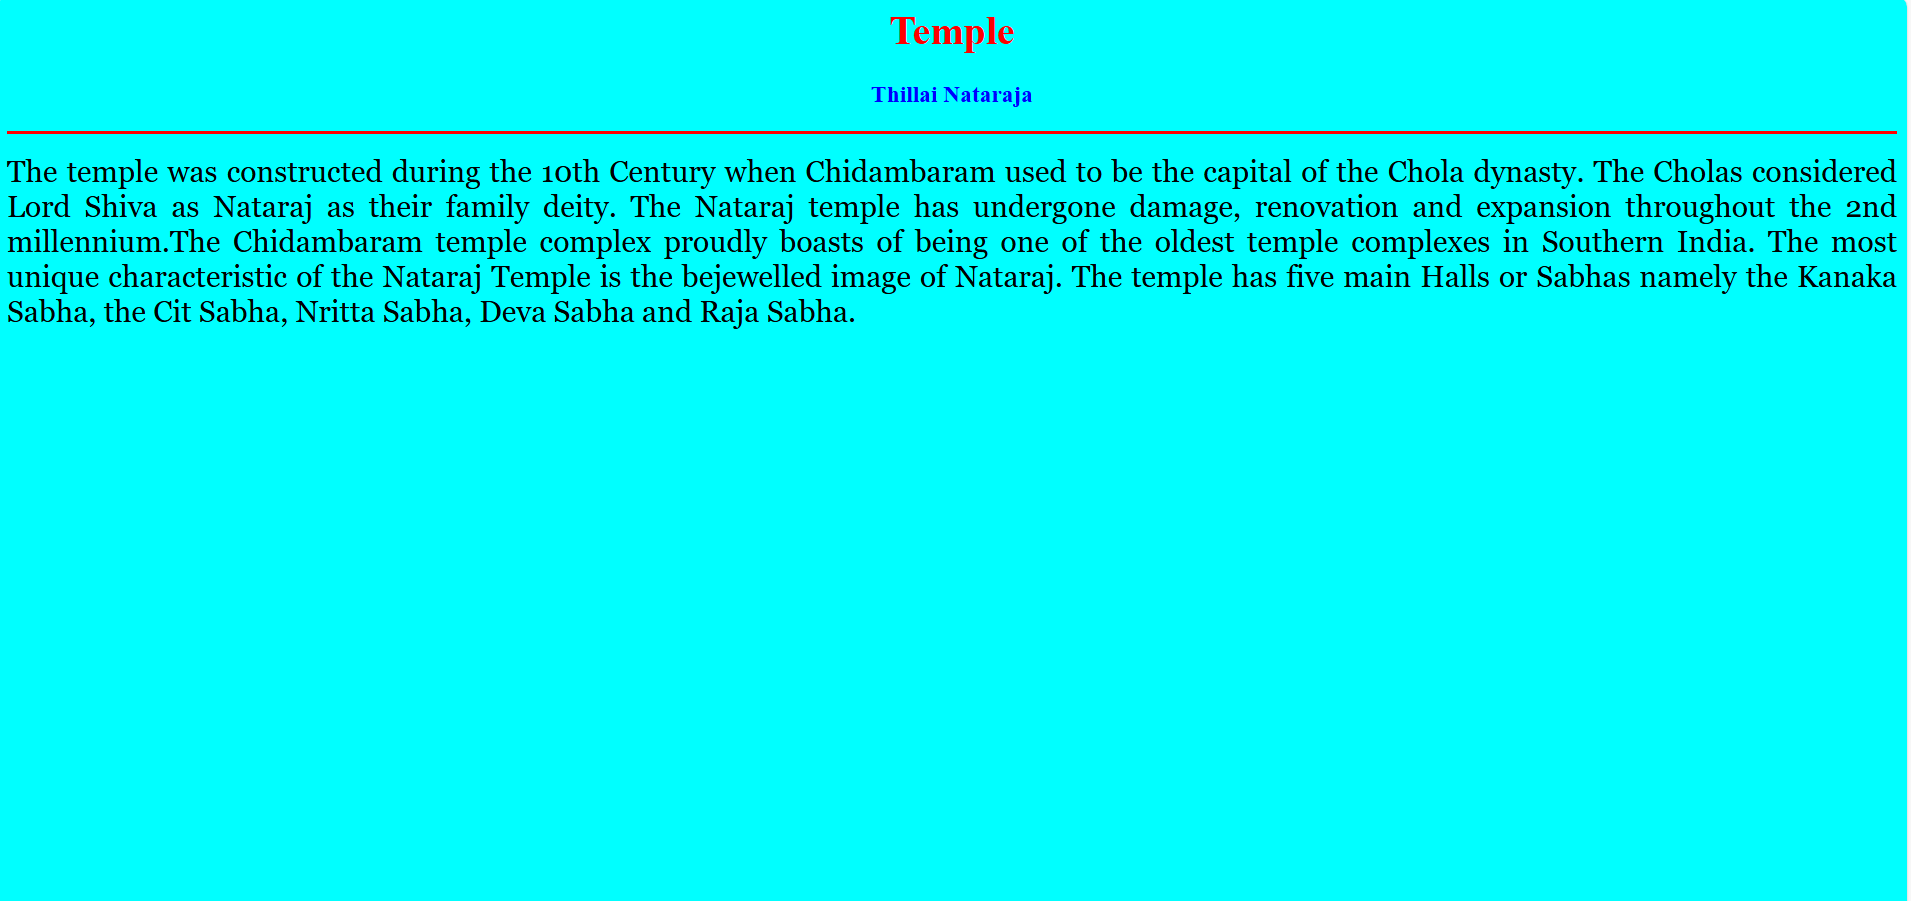 Temple
Thillai Nataraja
The temple was constructed during the 10th Century when Chidambaram used to be the capital of the Chola dynasty. The Cholas considered
Lord Shiva as Nataraj as their family deity. The Nataraj temple has undergone damage, renovation and expansion throughout the 2nd
millennium.The Chidambaram temple complex proudly boasts of being one of the oldest temple complexes in Southern India. The most
unique characteristic of the Nataraj Temple is the bejewelled image of Nataraj. The temple has five main Halls or Sabhas namely the Kanaka
Sabha, the Cit Sabha, Nritta Sabha, Deva Sabha and Raja Sabha.